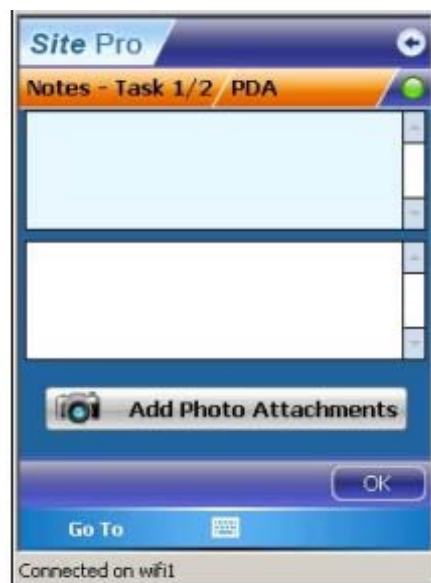 Site Pro
Notes - Task 1/2 PDA
Add Photo Attachments
OK
Go To
Connected on wifi1